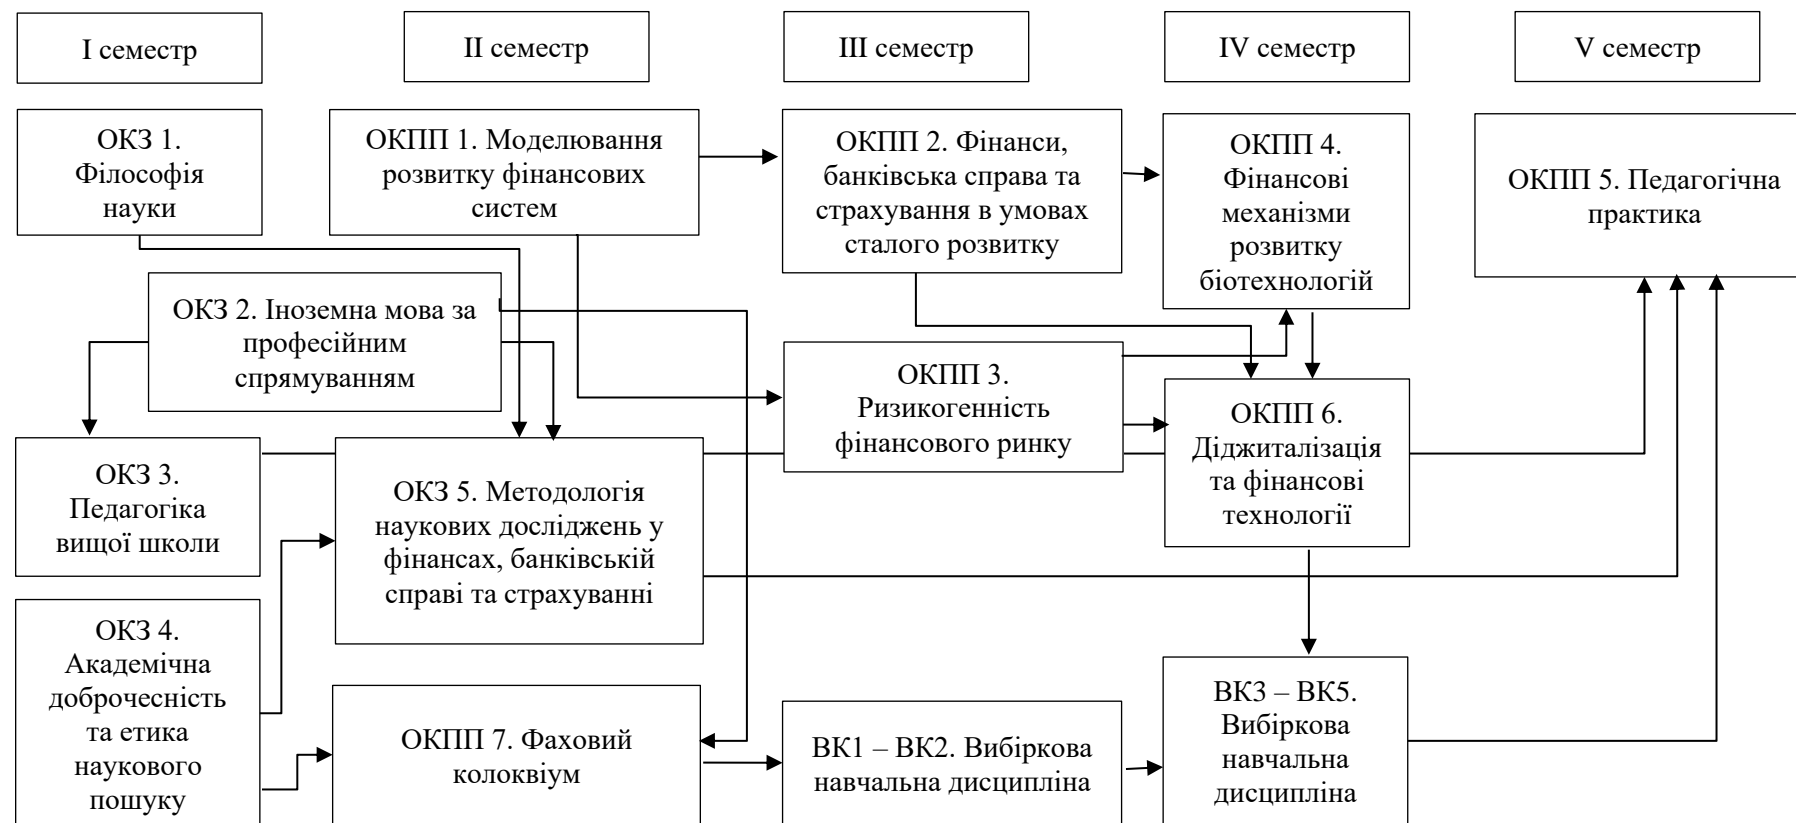 І семестр
ІІ семестр
ІІІ семестр
IV семестр
V семестр
ОКЗ 1.
Філософія
науки
ОКПП 1. Моделювання
розвитку фінансових
систем
ОКПП 2. Фінанси,
банківська справа та
страхування в умовах
сталого розвитку
ОКПП 4.
Фінансові
механізми
розвитку
біотехнологій
ОКПП 5. Педагогічна
практика
ОКЗ 2. Іноземна мова за
професійним
спрямуванням
ОКПП 3.
Ризикогенність
фінансового ринку
ОКПП 6.
Діджиталізація
та фінансові
технології
ОКЗ 3.
Педагогіка
вищої школи
ОКЗ 5. Методологія
наукових досліджень у
фінансах, банківській
справі та страхуванні
ОКЗ 4.
Академічна
доброчесність
та етика
наукового
пошуку
ОКПП 7. Фаховий
колоквіум
ВК1 – ВК2. Вибіркова
навчальна дисципліна
ВК3 – ВК5.
Вибіркова
навчальна
дисципліна